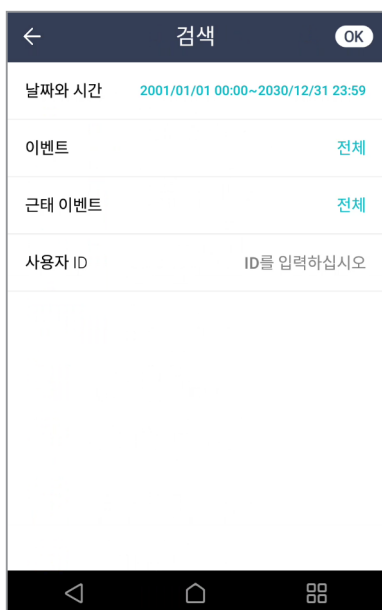 검색
OK
날짜와 시간 2001/01/01 00:00~2030/12/31 23:59
이벤트 전체
근태 이벤트 전체
사용자 ID ID를 입력하십시오